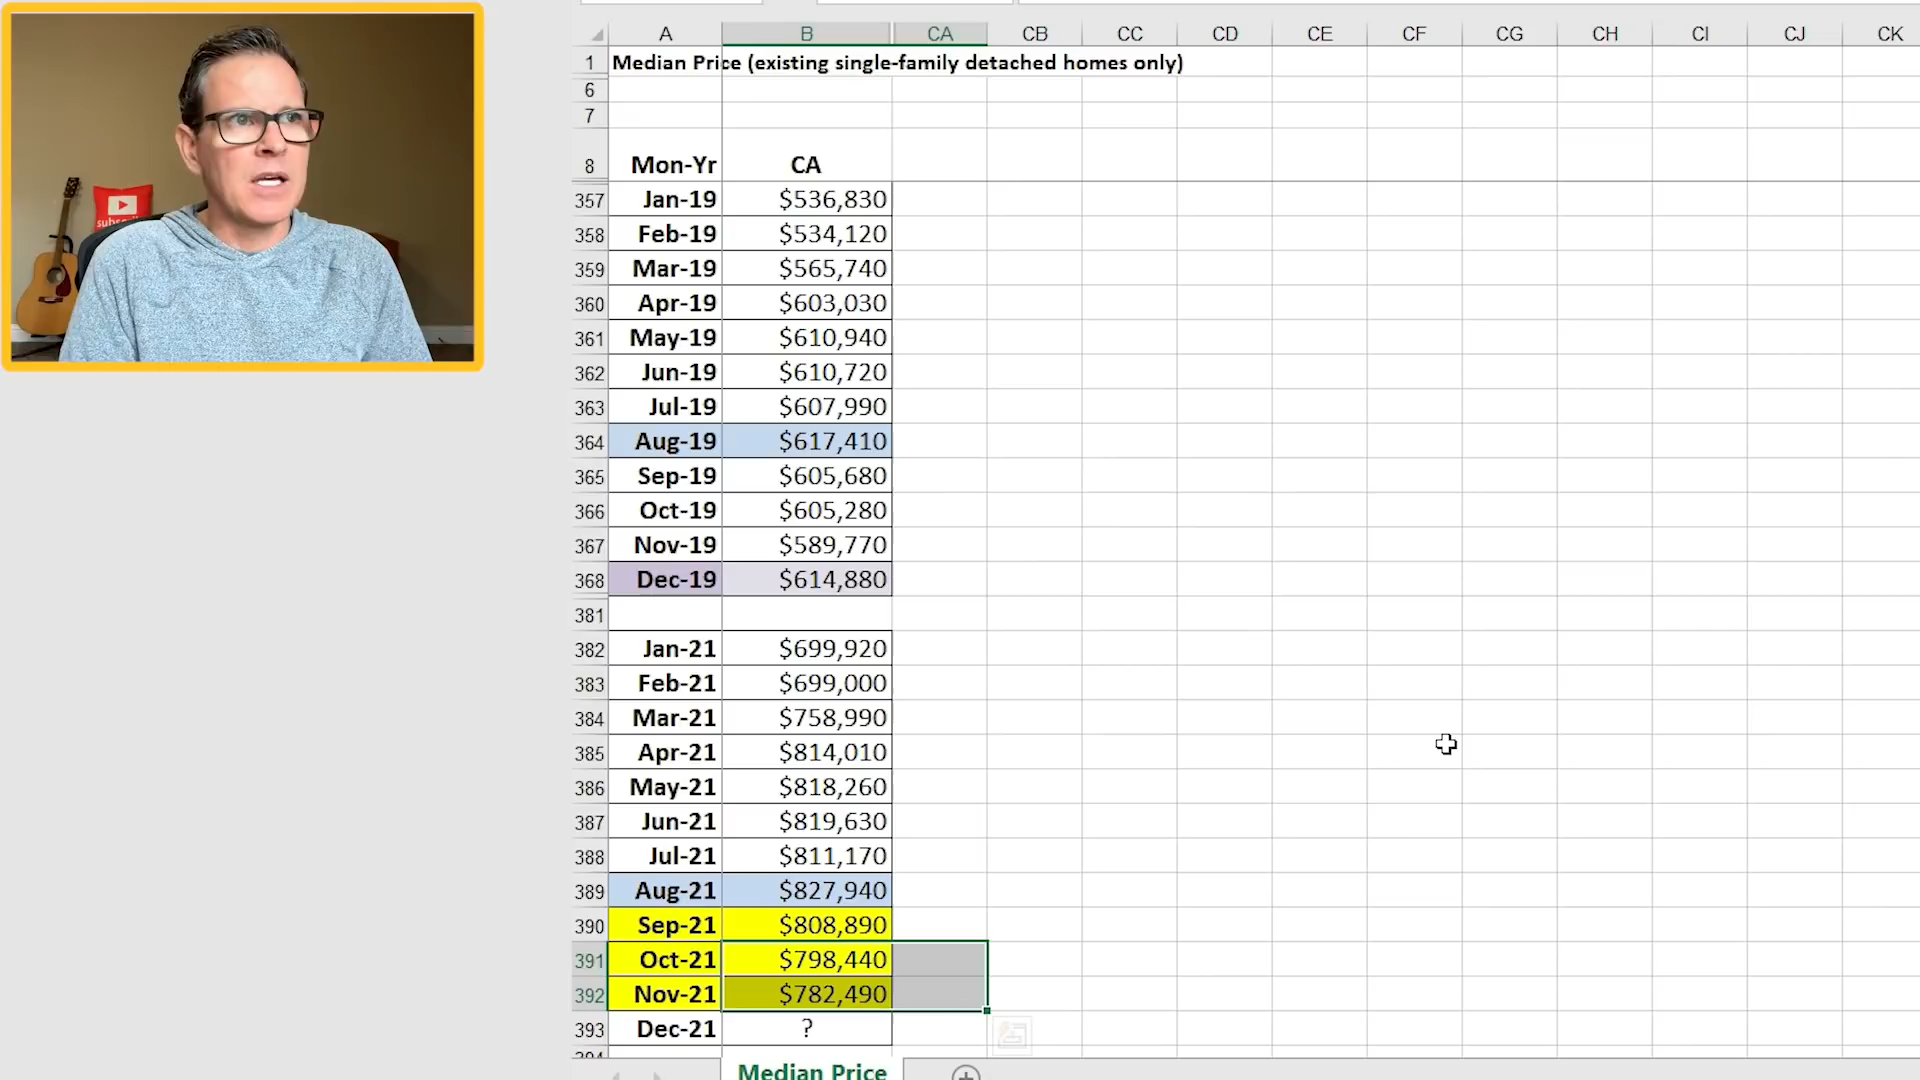 A B CA CB CC CD CE CF CG CH CI CJ CK
1 Median Price (existing single-family detached homes only)
6
7
8 Mon-Yr CA
357 Jan-19 $536,830
358 Feb-19 $534,120
359 Mar-19 $565,740
360 Apr-19 $603,030
361 May-19 $610,940
362 Jun-19 $610,720
363 Jul-19 $607,990
364 Aug-19 $617,410
365 Sep-19 $605,680
366 Oct-19 $605,280
367 Nov-19 $589,770
368 Dec-19 $614,880
381
382 Jan-21 $699,920
383 Feb-21 $699,000
384 Mar-21 $758,990
385 Apr-21 $814,010
386 May-21 $818,260
387 Jun-21 $819,630
388 Jul-21 $811,170
389 Aug-21 $827,940
390 Sep-21 $808,890
391 Oct-21 $798,440
392 Nov-21 $782,490
393 Dec-21 ?
Median Price